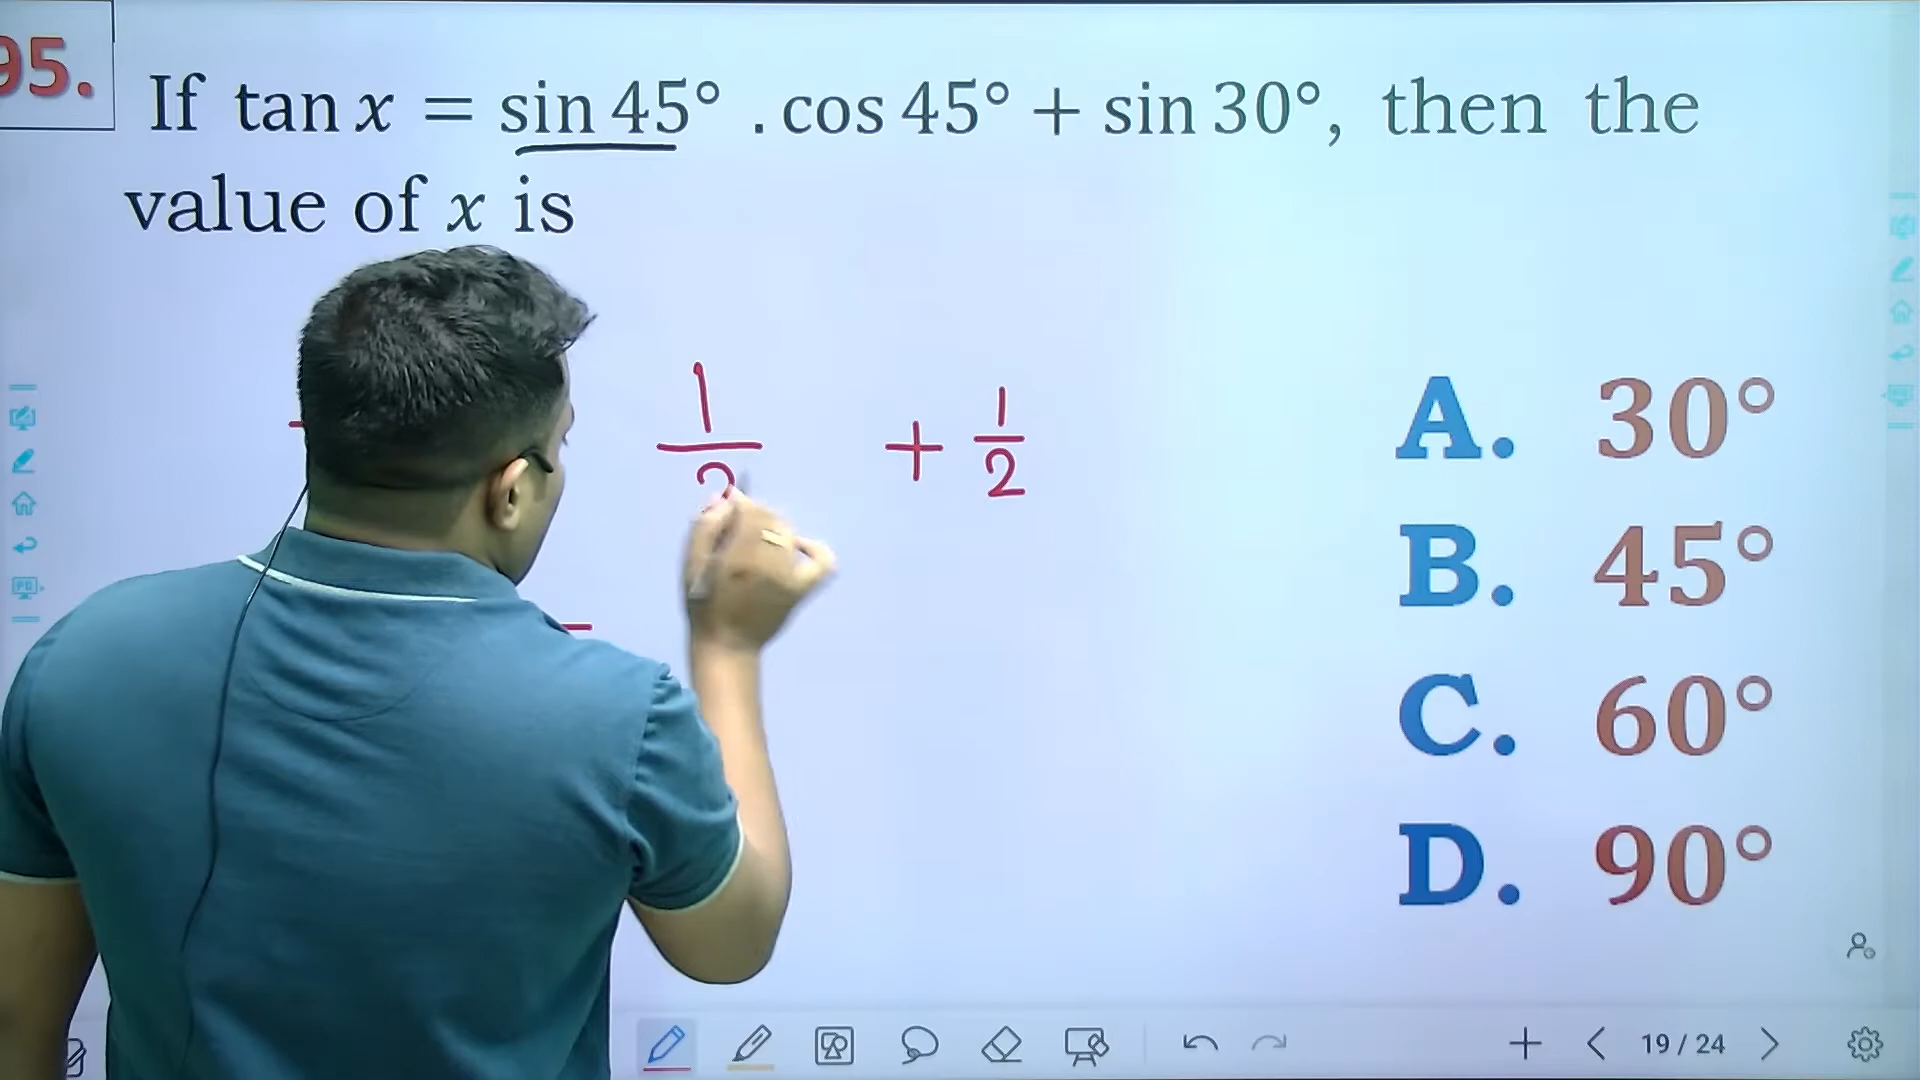 95.
If tan x = sin 45° . cos 45° + sin 30°, then the
value of x is
1/2 + 1/2
A. 30°
B. 45°
C. 60°
D. 90°
19 / 24